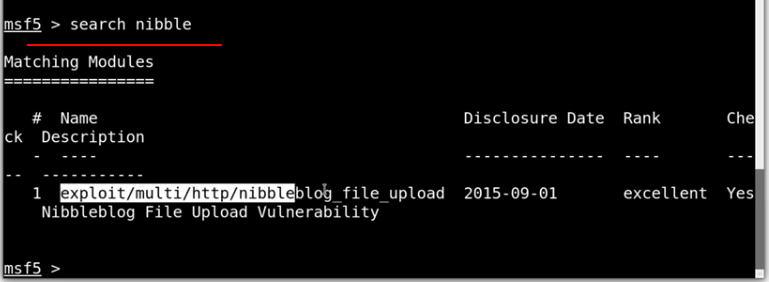 msf5 > search nibble
Matching Modules
================
# Name Disclosure Date Rank Che
ck Description
- ---- --------------- ---- ---
-- -----------
1 exploit/multi/http/nibbleblog_file_upload 2015-09-01 excellent Yes
Nibbleblog File Upload Vulnerability
msf5 >